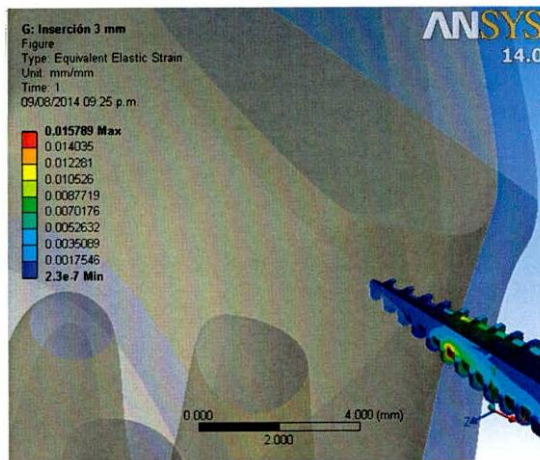 G: Inserción 3 mm
Figure
Type: Equivalent Elastic Strain
Unit: mm/mm
Time: 1
09/08/2014 09:25 p.m.
ANSYS
14.0
0.015789 Max
0.014035
0.012281
0.010526
0.0087719
0.0070176
0.0052632
0.0035089
0.0017546
2.3e-7 Min
0.000
4.000 (mm)
2.000
Z